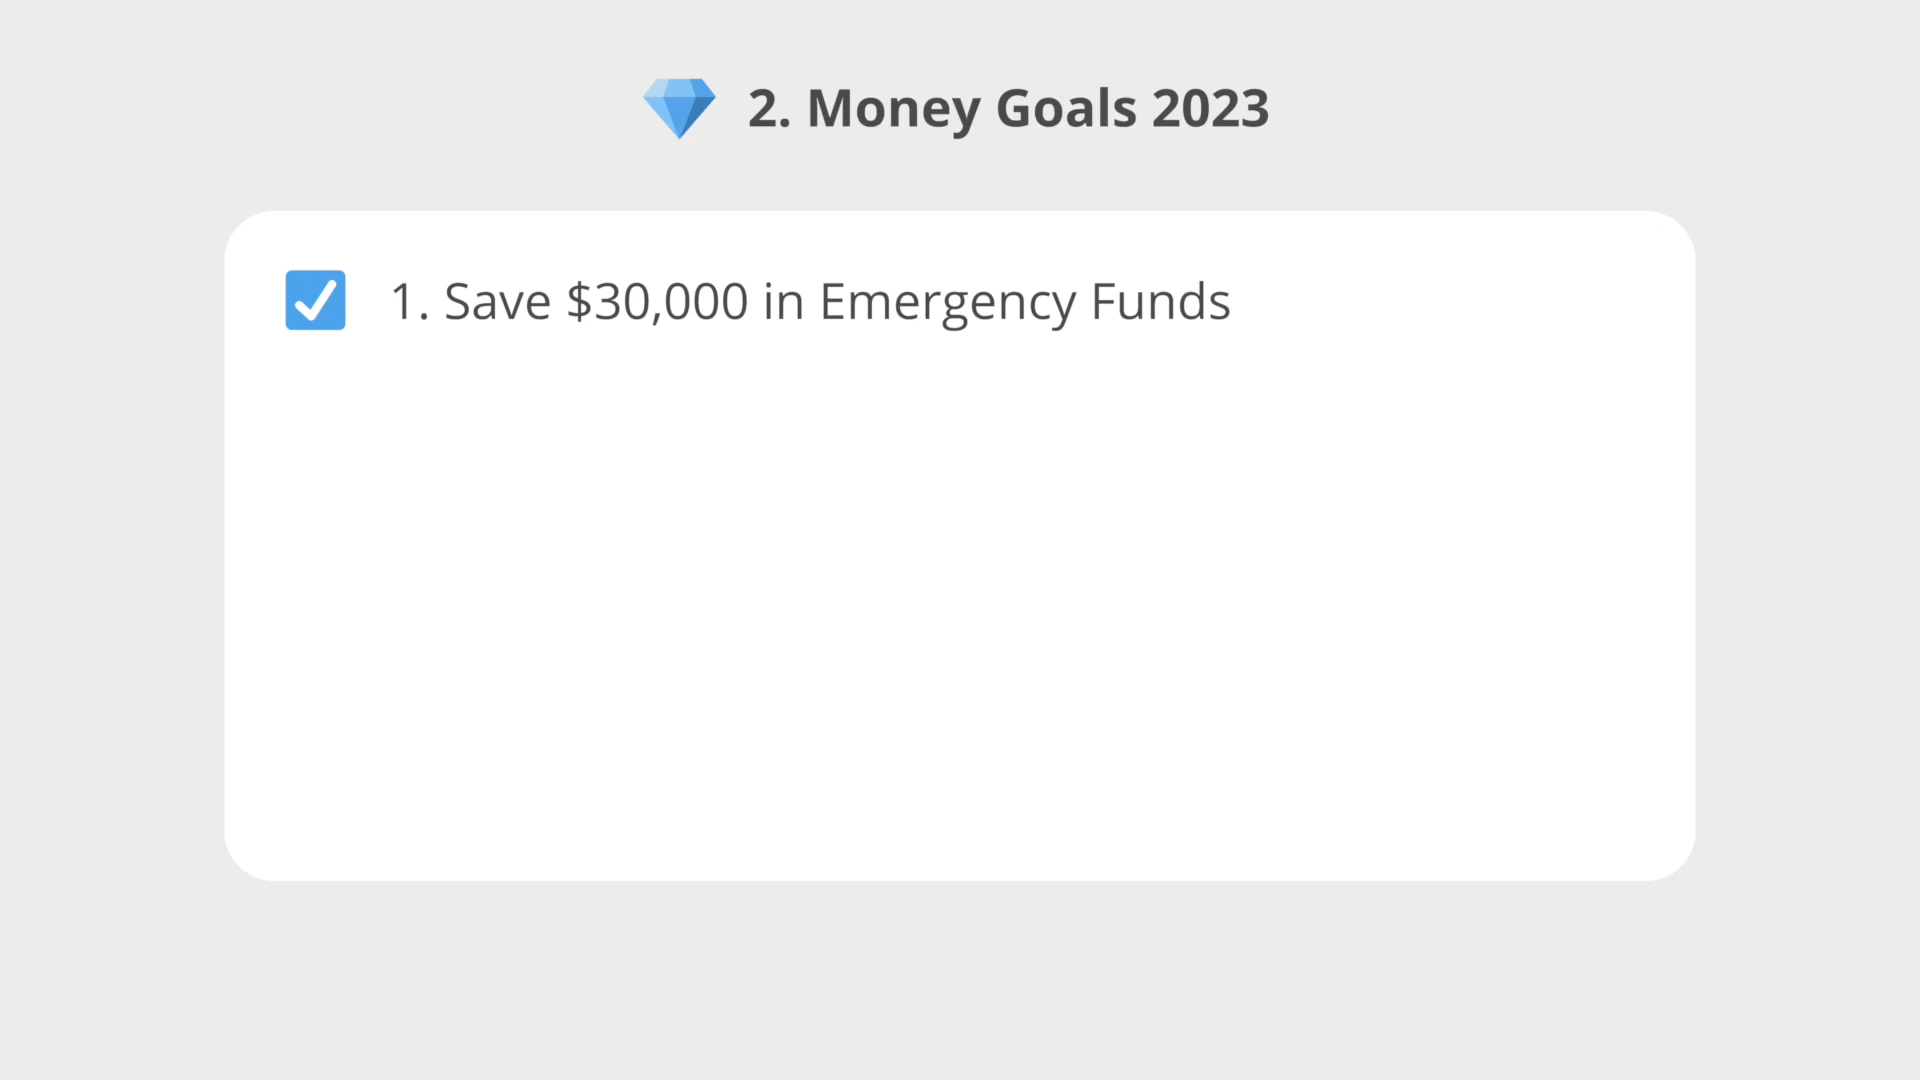 2. Money Goals 2023
1. Save $30,000 in Emergency Funds